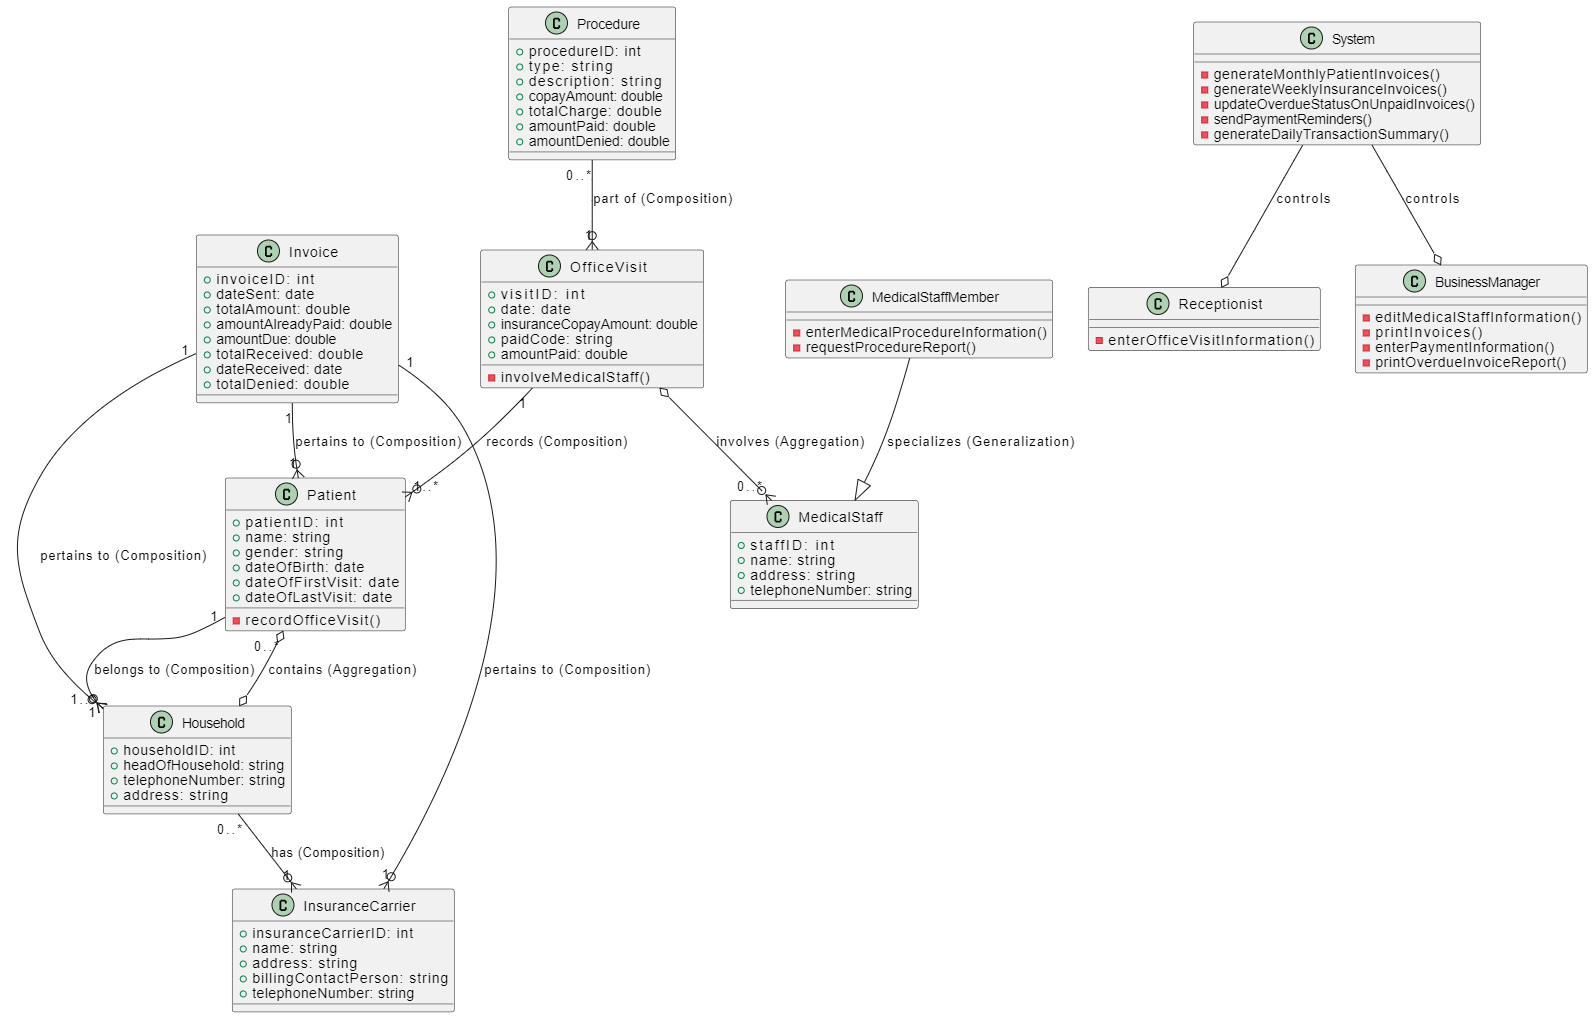 C Procedure
procedureID: int
type: string
description: string
copayAmount: double
totalCharge: double
amountPaid: double
amountDenied: double
C System
generateMonthlyPatientInvoices()
generateWeeklyInsuranceInvoices()
updateOverdueStatusOnUnpaidInvoices()
sendPaymentReminders()
generateDailyTransactionSummary()
0..*
part of (Composition)
1
controls
controls
C Invoice
invoiceID: int
dateSent: date
totalAmount: double
amountAlreadyPaid: double
amountDue: double
totalReceived: double
dateReceived: date
totalDenied: double
C OfficeVisit
visitID: int
date: date
insuranceCopayAmount: double
paidCode: string
amountPaid: double
involveMedicalStaff()
C MedicalStaffMember
enterMedicalProcedureInformation()
requestProcedureReport()
C Receptionist
enterOfficeVisitInformation()
C BusinessManager
editMedicalStaffInformation()
printInvoices()
enterPaymentInformation()
printOverdueInvoiceReport()
1
1
1
1
pertains to (Composition)
records (Composition)
involves (Aggregation)
specializes (Generalization)
1
1..*
0..*
C Patient
patientID: int
name: string
gender: string
dateOfBirth: date
dateOfFirstVisit: date
dateOfLastVisit: date
recordOfficeVisit()
C MedicalStaff
staffID: int
name: string
address: string
telephoneNumber: string
pertains to (Composition)
1
0..*
belongs to (Composition)
contains (Aggregation)
pertains to (Composition)
1..*
1
C Household
householdID: int
headOfHousehold: string
telephoneNumber: string
address: string
0..*
has (Composition)
1
1
C InsuranceCarrier
insuranceCarrierID: int
name: string
address: string
billingContactPerson: string
telephoneNumber: string